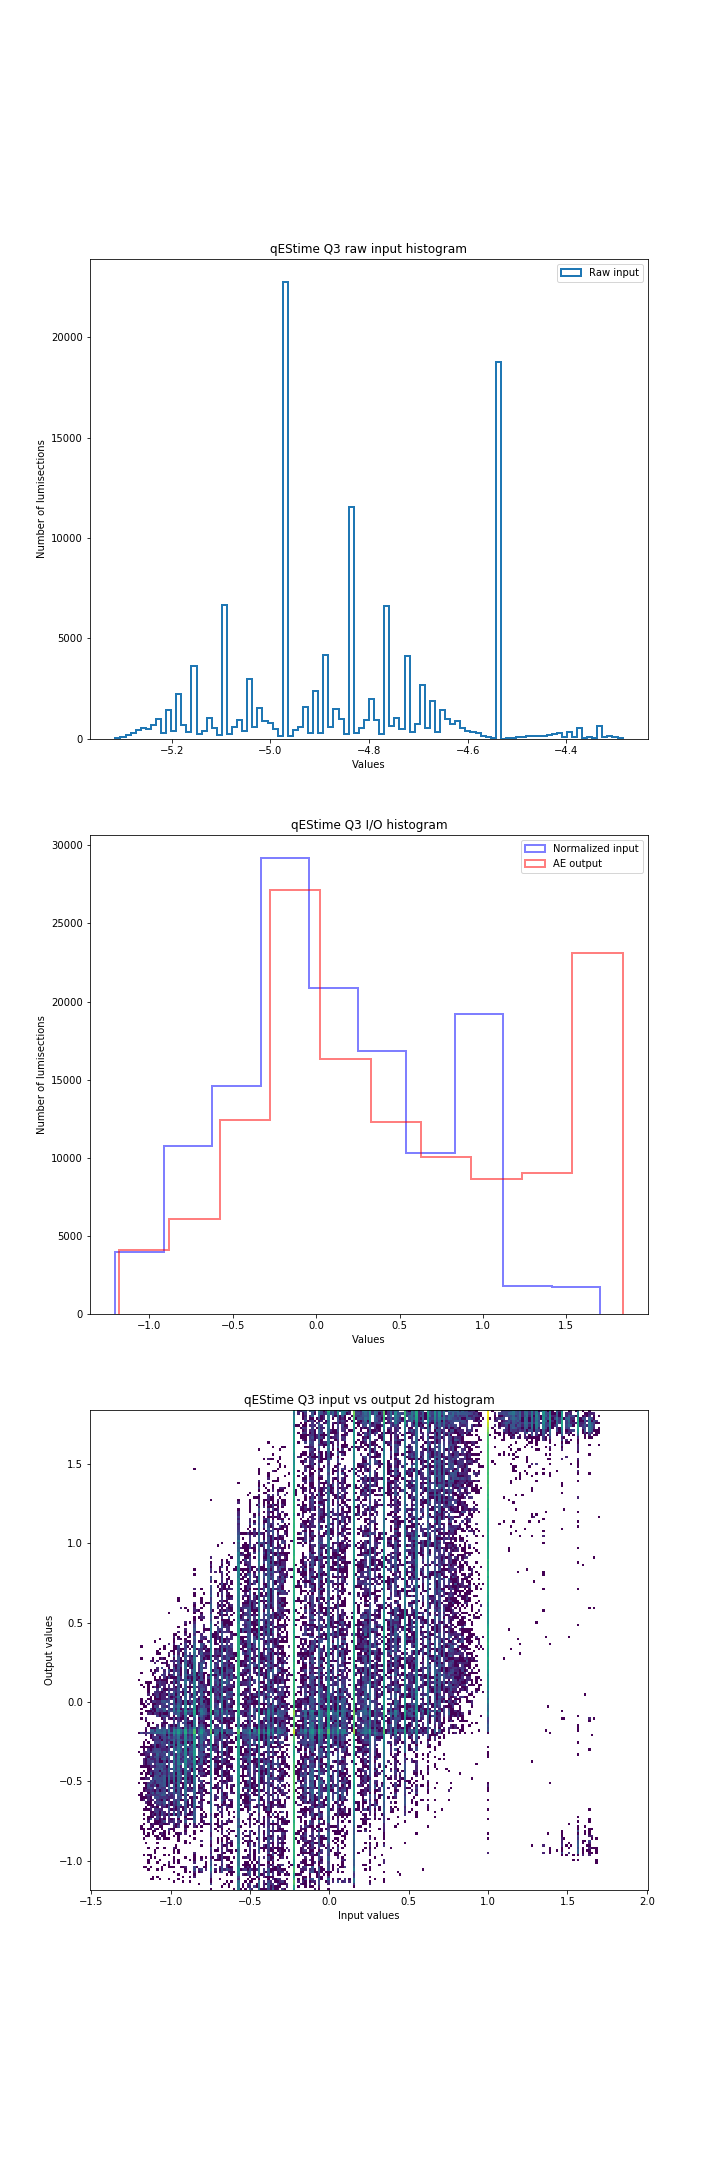 qEStime Q3 raw input histogram
Raw input
20000
15000
10000
5000
0
Number of lumisections
−5.2 −5.0 −4.8 −4.6 −4.4
Values
qEStime Q3 I/O histogram
Normalized input
AE output
30000
25000
20000
15000
10000
5000
0
Number of lumisections
−1.0 −0.5 0.0 0.5 1.0 1.5
Values
qEStime Q3 input vs output 2d histogram
1.5
1.0
0.5
0.0
−0.5
−1.0
Output values
−1.5 −1.0 −0.5 0.0 0.5 1.0 1.5 2.0
Input values